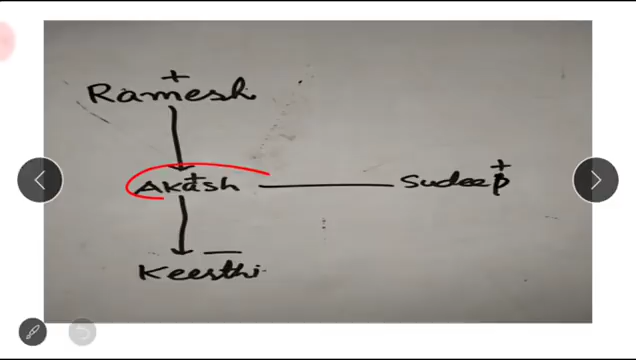 +
Ramesh
+ +
Akash Sudeep
—
Keerthi